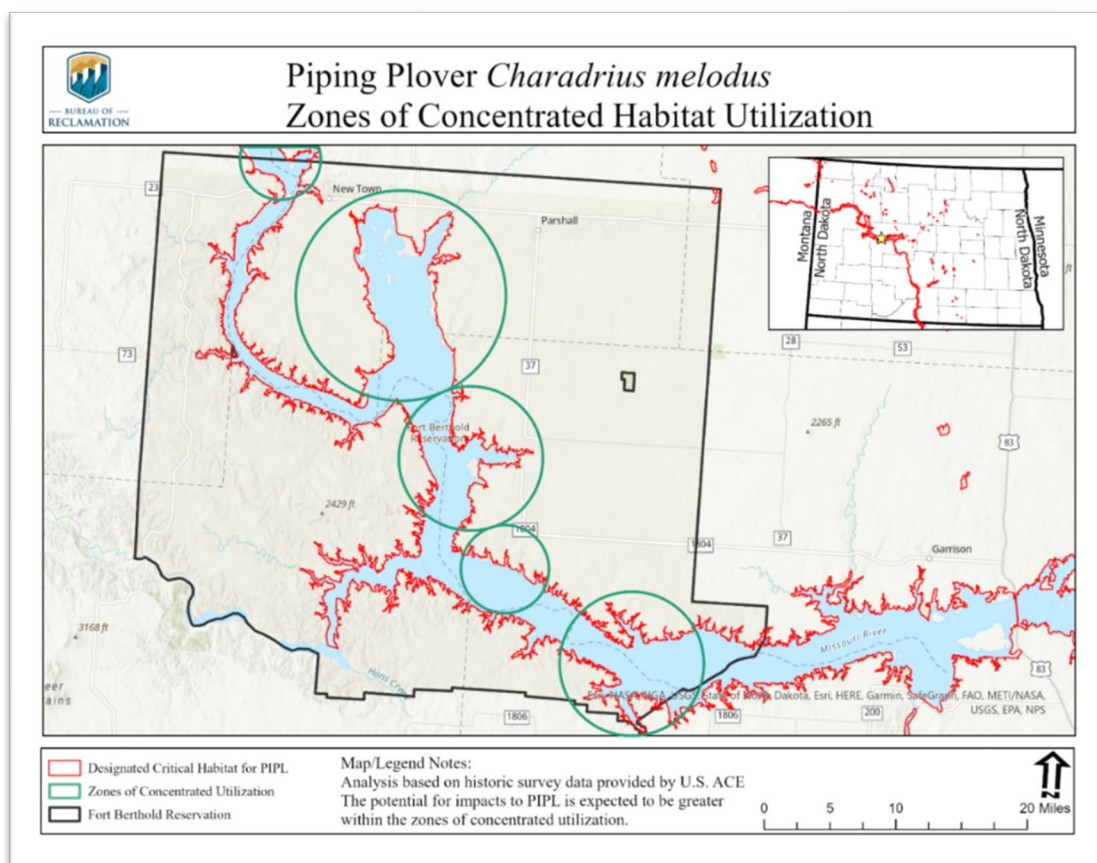 BUREAU OF
RECLAMATION
Piping Plover Charadrius melodus
Zones of Concentrated Habitat Utilization
23
New Town
Parshall
Montana
North Dakota
North Dakota
Minnesota
73
37
28
53
Fort Berthold
Reservation
2265 ft
83
2429 ft
1804
1804
37
Garrison
3168 ft
Missouri River
Hans Creek
83
eer
ains
Esri, NASA, NGA, USGS, State of North Dakota, Esri, HERE, Garmin, SafeGraph, FAO, METI/NASA,
USGS, EPA, NPS
1806
1806
200
Designated Critical Habitat for PIPL
Zones of Concentrated Utilization
Fort Berthold Reservation
Map/Legend Notes:
Analysis based on historic survey data provided by U.S. ACE
The potential for impacts to PIPL is expected to be greater
within the zones of concentrated utilization.
N
0 5 10 20 Miles